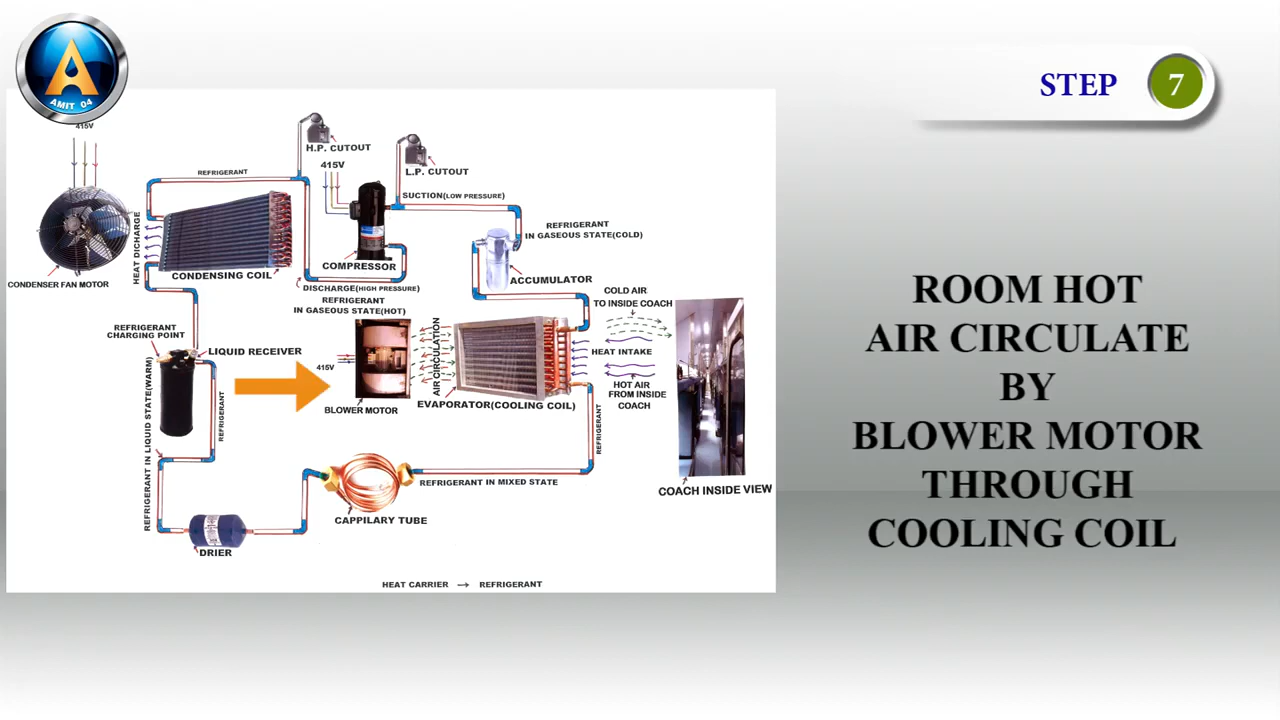 AMIT 04
STEP 7
415V
H.P. CUTOUT
415V
L.P. CUTOUT
REFRIGERANT
SUCTION(LOW PRESSURE)
HEAT DICHARGE
REFRIGERANT
IN GASEOUS STATE(COLD)
CONDENSER FAN MOTOR
CONDENSING COIL
COMPRESSOR
ACCUMULATOR
DISCHARGE(HIGH PRESSURE)
REFRIGERANT
IN GASEOUS STATE(HOT)
COLD AIR
TO INSIDE COACH
REFRIGERANT
CHARGING POINT
LIQUID RECEIVER
415V
BLOWER MOTOR
AIR CIRCULATION
EVAPORATOR(COOLING COIL)
HEAT INTAKE
HOT AIR
FROM INSIDE
COACH
REFRIGERANT IN LIQUID STATE(WARM)
REFRIGERANT
REFRIGERANT
REFRIGERANT IN MIXED STATE
COACH INSIDE VIEW
CAPPILARY TUBE
DRIER
HEAT CARRIER → REFRIGERANT
ROOM HOT
AIR CIRCULATE
BY
BLOWER MOTOR
THROUGH
COOLING COIL